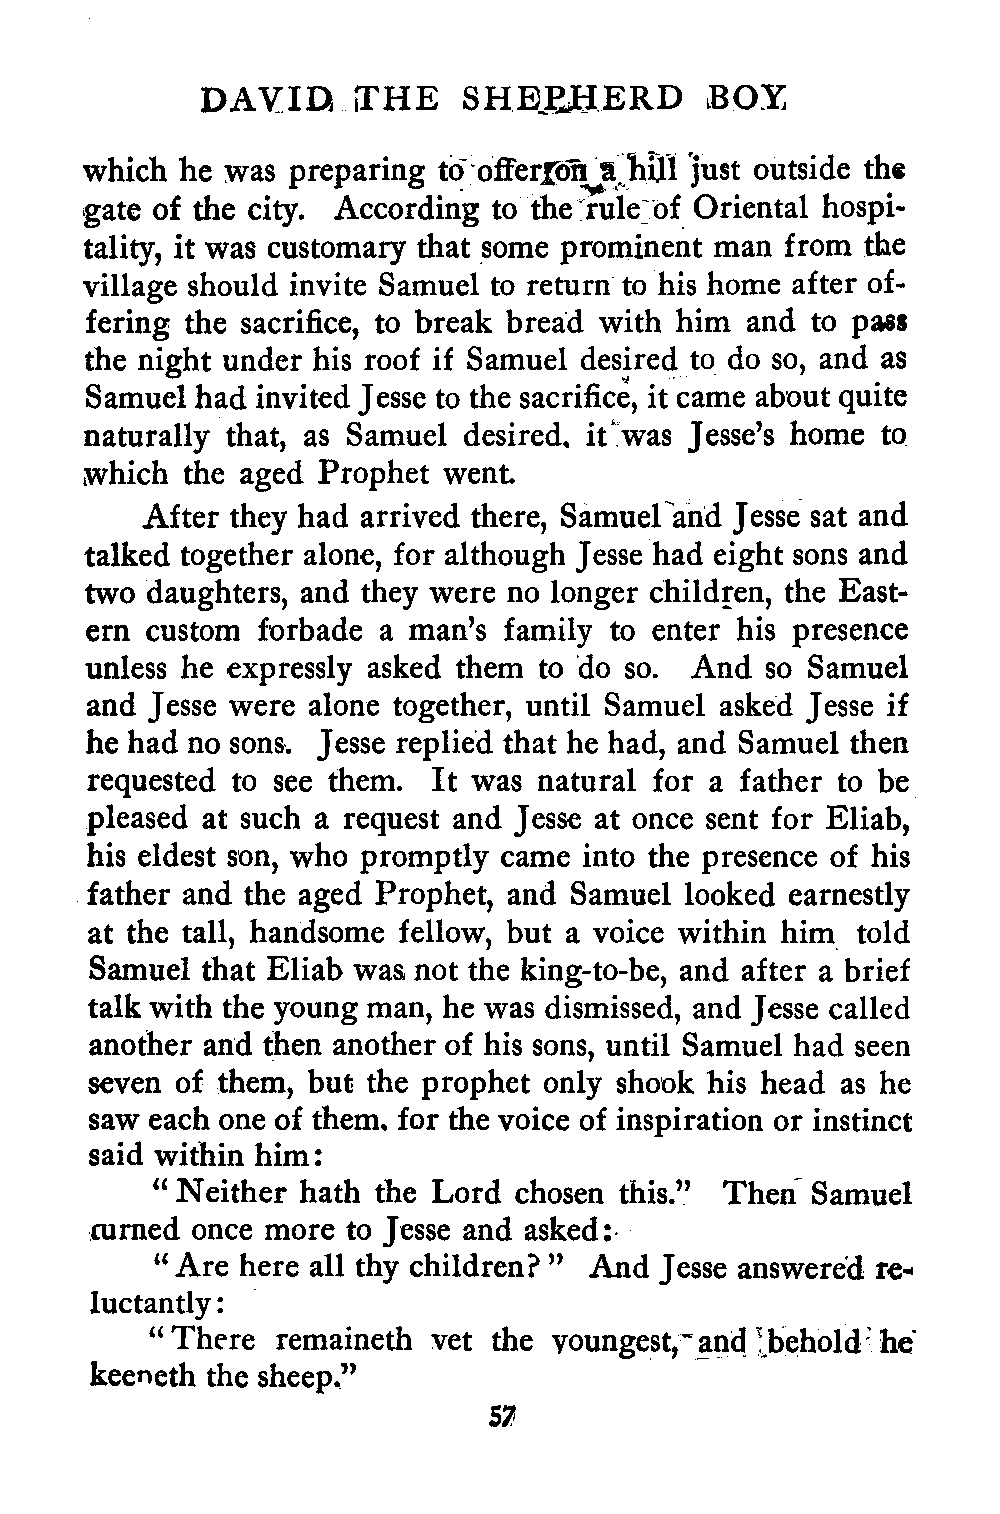 DAVID THE SHEPHERD BOY
which he was preparing to offer on a hill just outside the
gate of the city. According to the rule of Oriental hospi-
tality, it was customary that some prominent man from the
village should invite Samuel to return to his home after of-
fering the sacrifice, to break bread with him and to pass
the night under his roof if Samuel desired to do so, and as
Samuel had invited Jesse to the sacrifice, it came about quite
naturally that, as Samuel desired, it was Jesse's home to
which the aged Prophet went.
After they had arrived there, Samuel and Jesse sat and
talked together alone, for although Jesse had eight sons and
two daughters, and they were no longer children, the East-
ern custom forbade a man's family to enter his presence
unless he expressly asked them to do so. And so Samuel
and Jesse were alone together, until Samuel asked Jesse if
he had no sons. Jesse replied that he had, and Samuel then
requested to see them. It was natural for a father to be
pleased at such a request and Jesse at once sent for Eliab,
his eldest son, who promptly came into the presence of his
father and the aged Prophet, and Samuel looked earnestly
at the tall, handsome fellow, but a voice within him told
Samuel that Eliab was not the king-to-be, and after a brief
talk with the young man, he was dismissed, and Jesse called
another and then another of his sons, until Samuel had seen
seven of them, but the prophet only shook his head as he
saw each one of them, for the voice of inspiration or instinct
said within him:
"Neither hath the Lord chosen this." Then Samuel
turned once more to Jesse and asked:
"Are here all thy children?" And Jesse answered re-
luctantly:
"There remaineth yet the youngest, and behold he
keepeth the sheep."
57